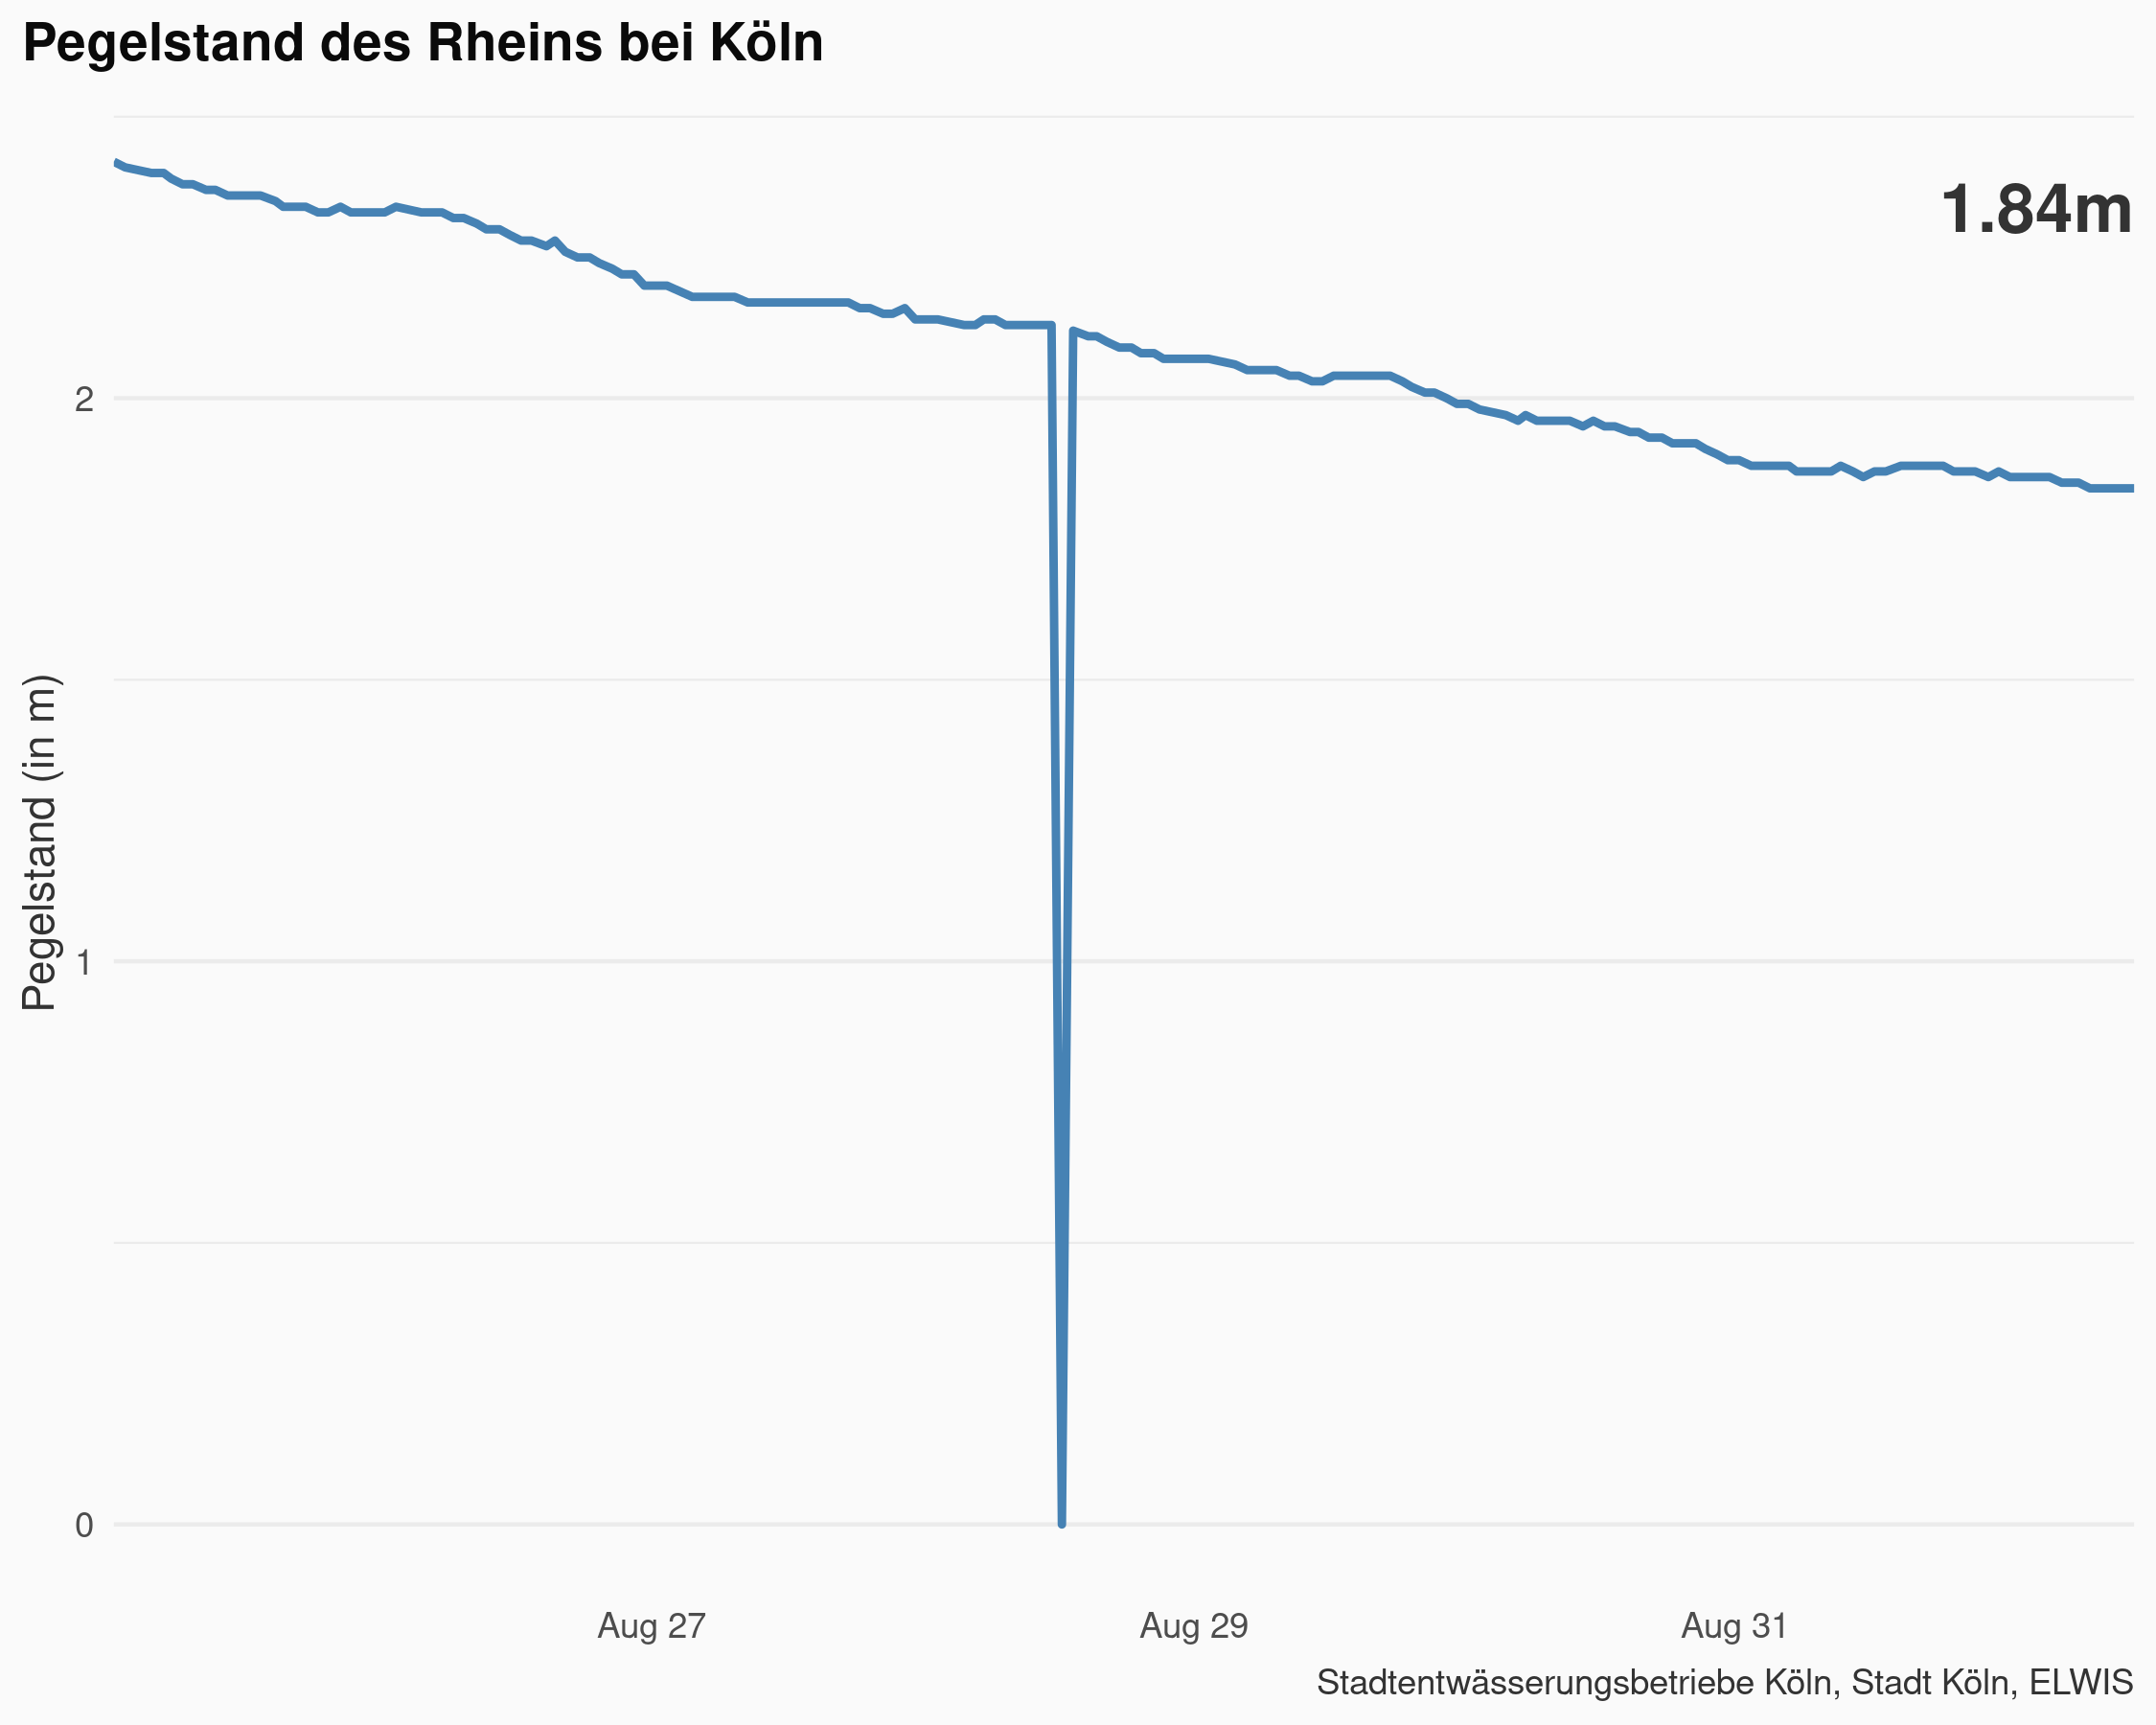 Pegelstand des Rheins bei Köln
1.84m
Pegelstand (in m)
2
1
0
Aug 27
Aug 29
Aug 31
Stadtentwässerungsbetriebe Köln, Stadt Köln, ELWIS